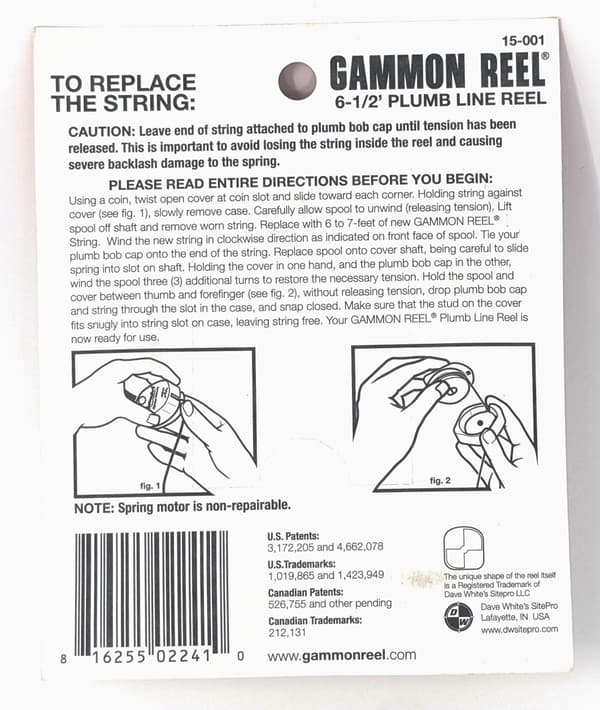 15-001
TO REPLACE
THE STRING:
GAMMON REEL®
6-1/2' PLUMB LINE REEL
CAUTION: Leave end of string attached to plumb bob cap until tension has been
released. This is important to avoid losing the string inside the reel and causing
severe backlash damage to the spring.
PLEASE READ ENTIRE DIRECTIONS BEFORE YOU BEGIN:
Using a coin, twist open cover at coin slot and slide toward each corner. Holding string against
cover (see fig. 1), slowly remove case. Carefully allow spool to unwind (releasing tension). Lift
spool off shaft and remove worn string. Replace with 6 to 7-feet of new GAMMON REEL®
String. Wind the new string in clockwise direction as indicated on front face of spool. Tie your
plumb bob cap onto the end of the string. Replace spool onto cover shaft, being careful to slide
spring into slot on shaft. Holding the cover in one hand, and the plumb bob cap in the other,
wind the spool three (3) additional turns to restore the necessary tension. Hold the spool and
cover between thumb and forefinger (see fig. 2), without releasing tension, drop plumb bob cap
and string through the slot in the case, and snap closed. Make sure that the stud on the cover
fits snugly into string slot on case, leaving string free. Your GAMMON REEL® Plumb Line Reel is
now ready for use.
fig. 1
fig. 2
NOTE: Spring motor is non-repairable.
U.S. Patents:
3,172,205 and 4,662,078
U.S.Trademarks:
1,019,865 and 1,423,949
Canadian Patents:
526,755 and other pending
Canadian Trademarks:
212,131
www.gammonreel.com
The unique shape of the reel itself
is a Registered Trademark of
Dave White's Sitepro LLC
DW
Dave White's SitePro
Lafayette, IN USA
www.dwsitepro.com
8 16255 02241 0